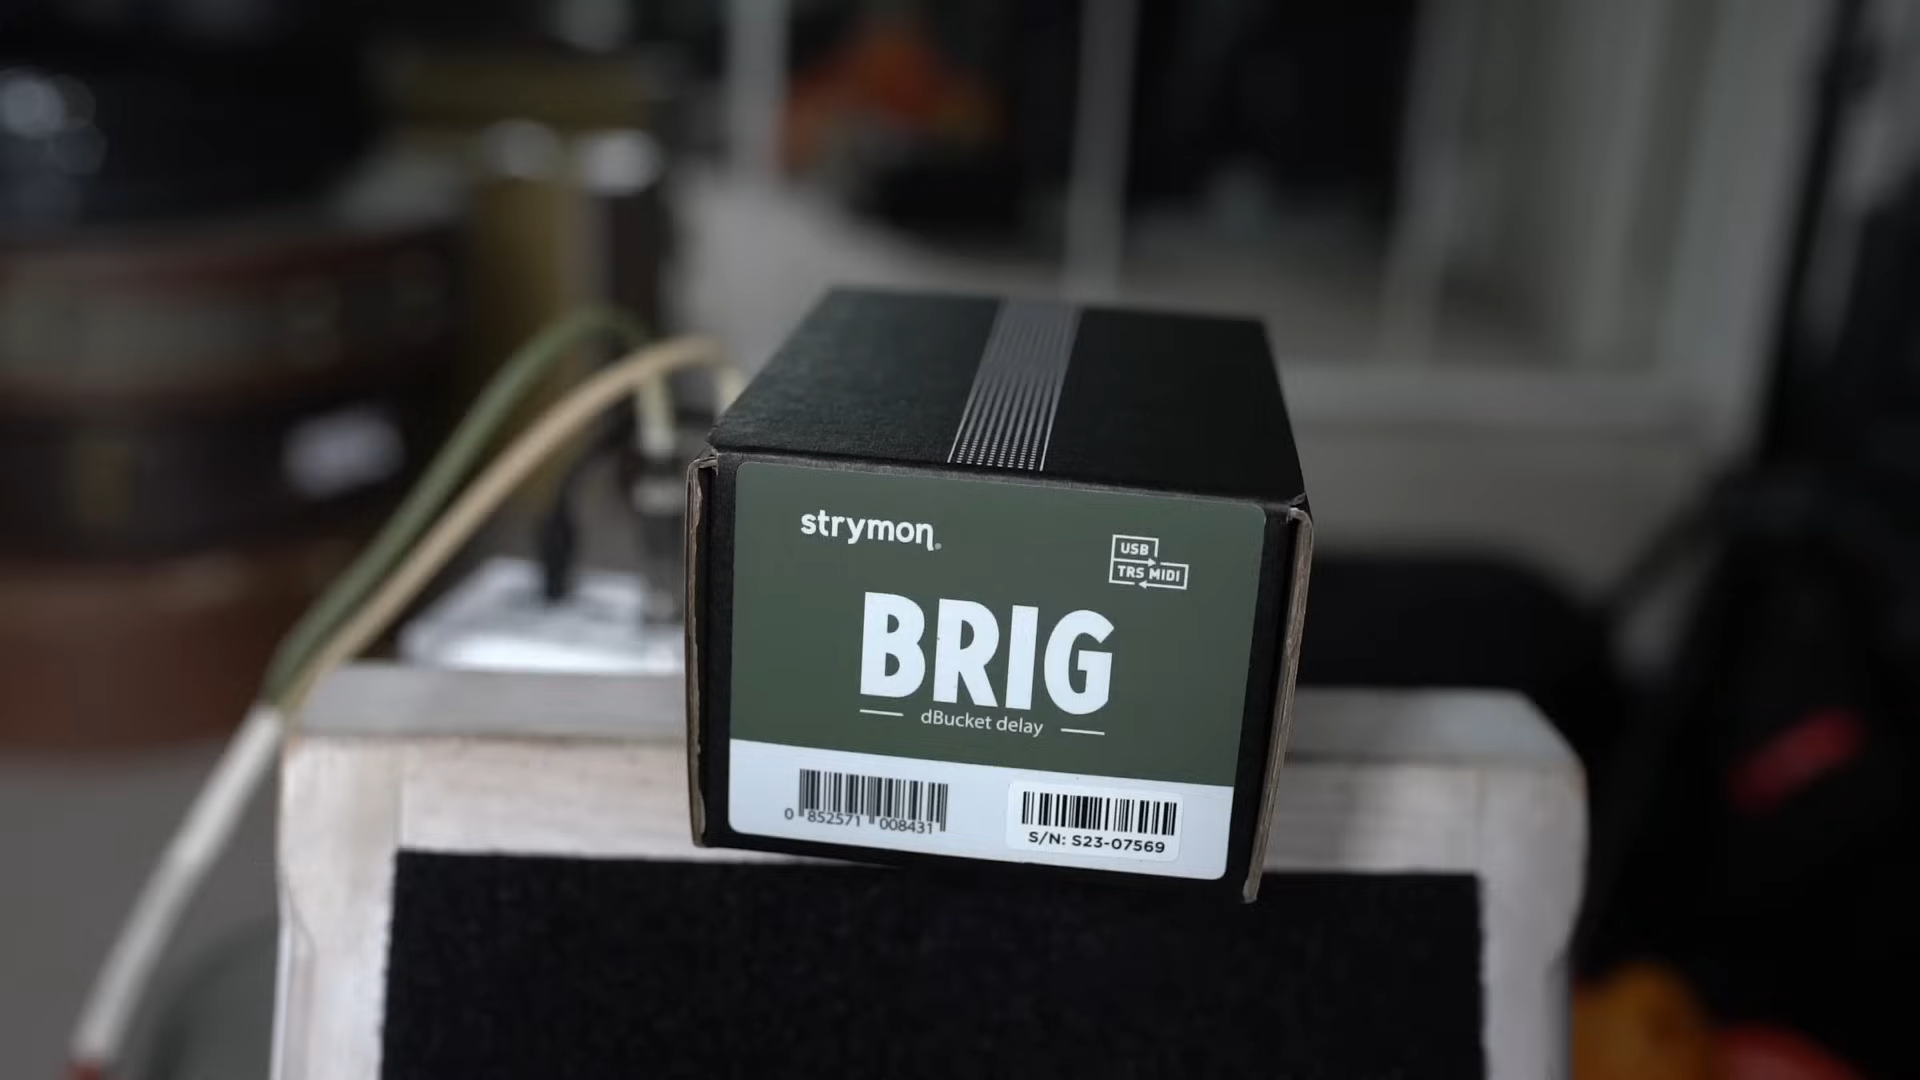 strymon®
USB
TRS MIDI
BRIG
dBucket delay
0 852571 008431
S/N: S23-07569